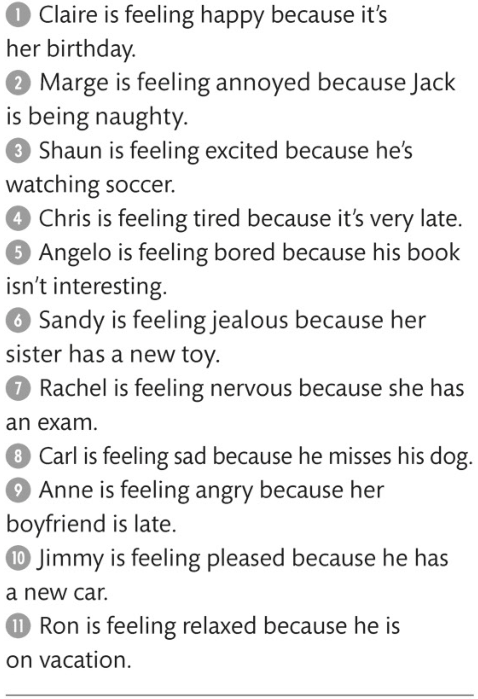 1 Claire is feeling happy because it's
her birthday.
2 Marge is feeling annoyed because Jack
is being naughty.
3 Shaun is feeling excited because he's
watching soccer.
4 Chris is feeling tired because it's very late.
5 Angelo is feeling bored because his book
isn't interesting.
6 Sandy is feeling jealous because her
sister has a new toy.
7 Rachel is feeling nervous because she has
an exam.
8 Carl is feeling sad because he misses his dog.
9 Anne is feeling angry because her
boyfriend is late.
10 Jimmy is feeling pleased because he has
a new car.
11 Ron is feeling relaxed because he is
on vacation.